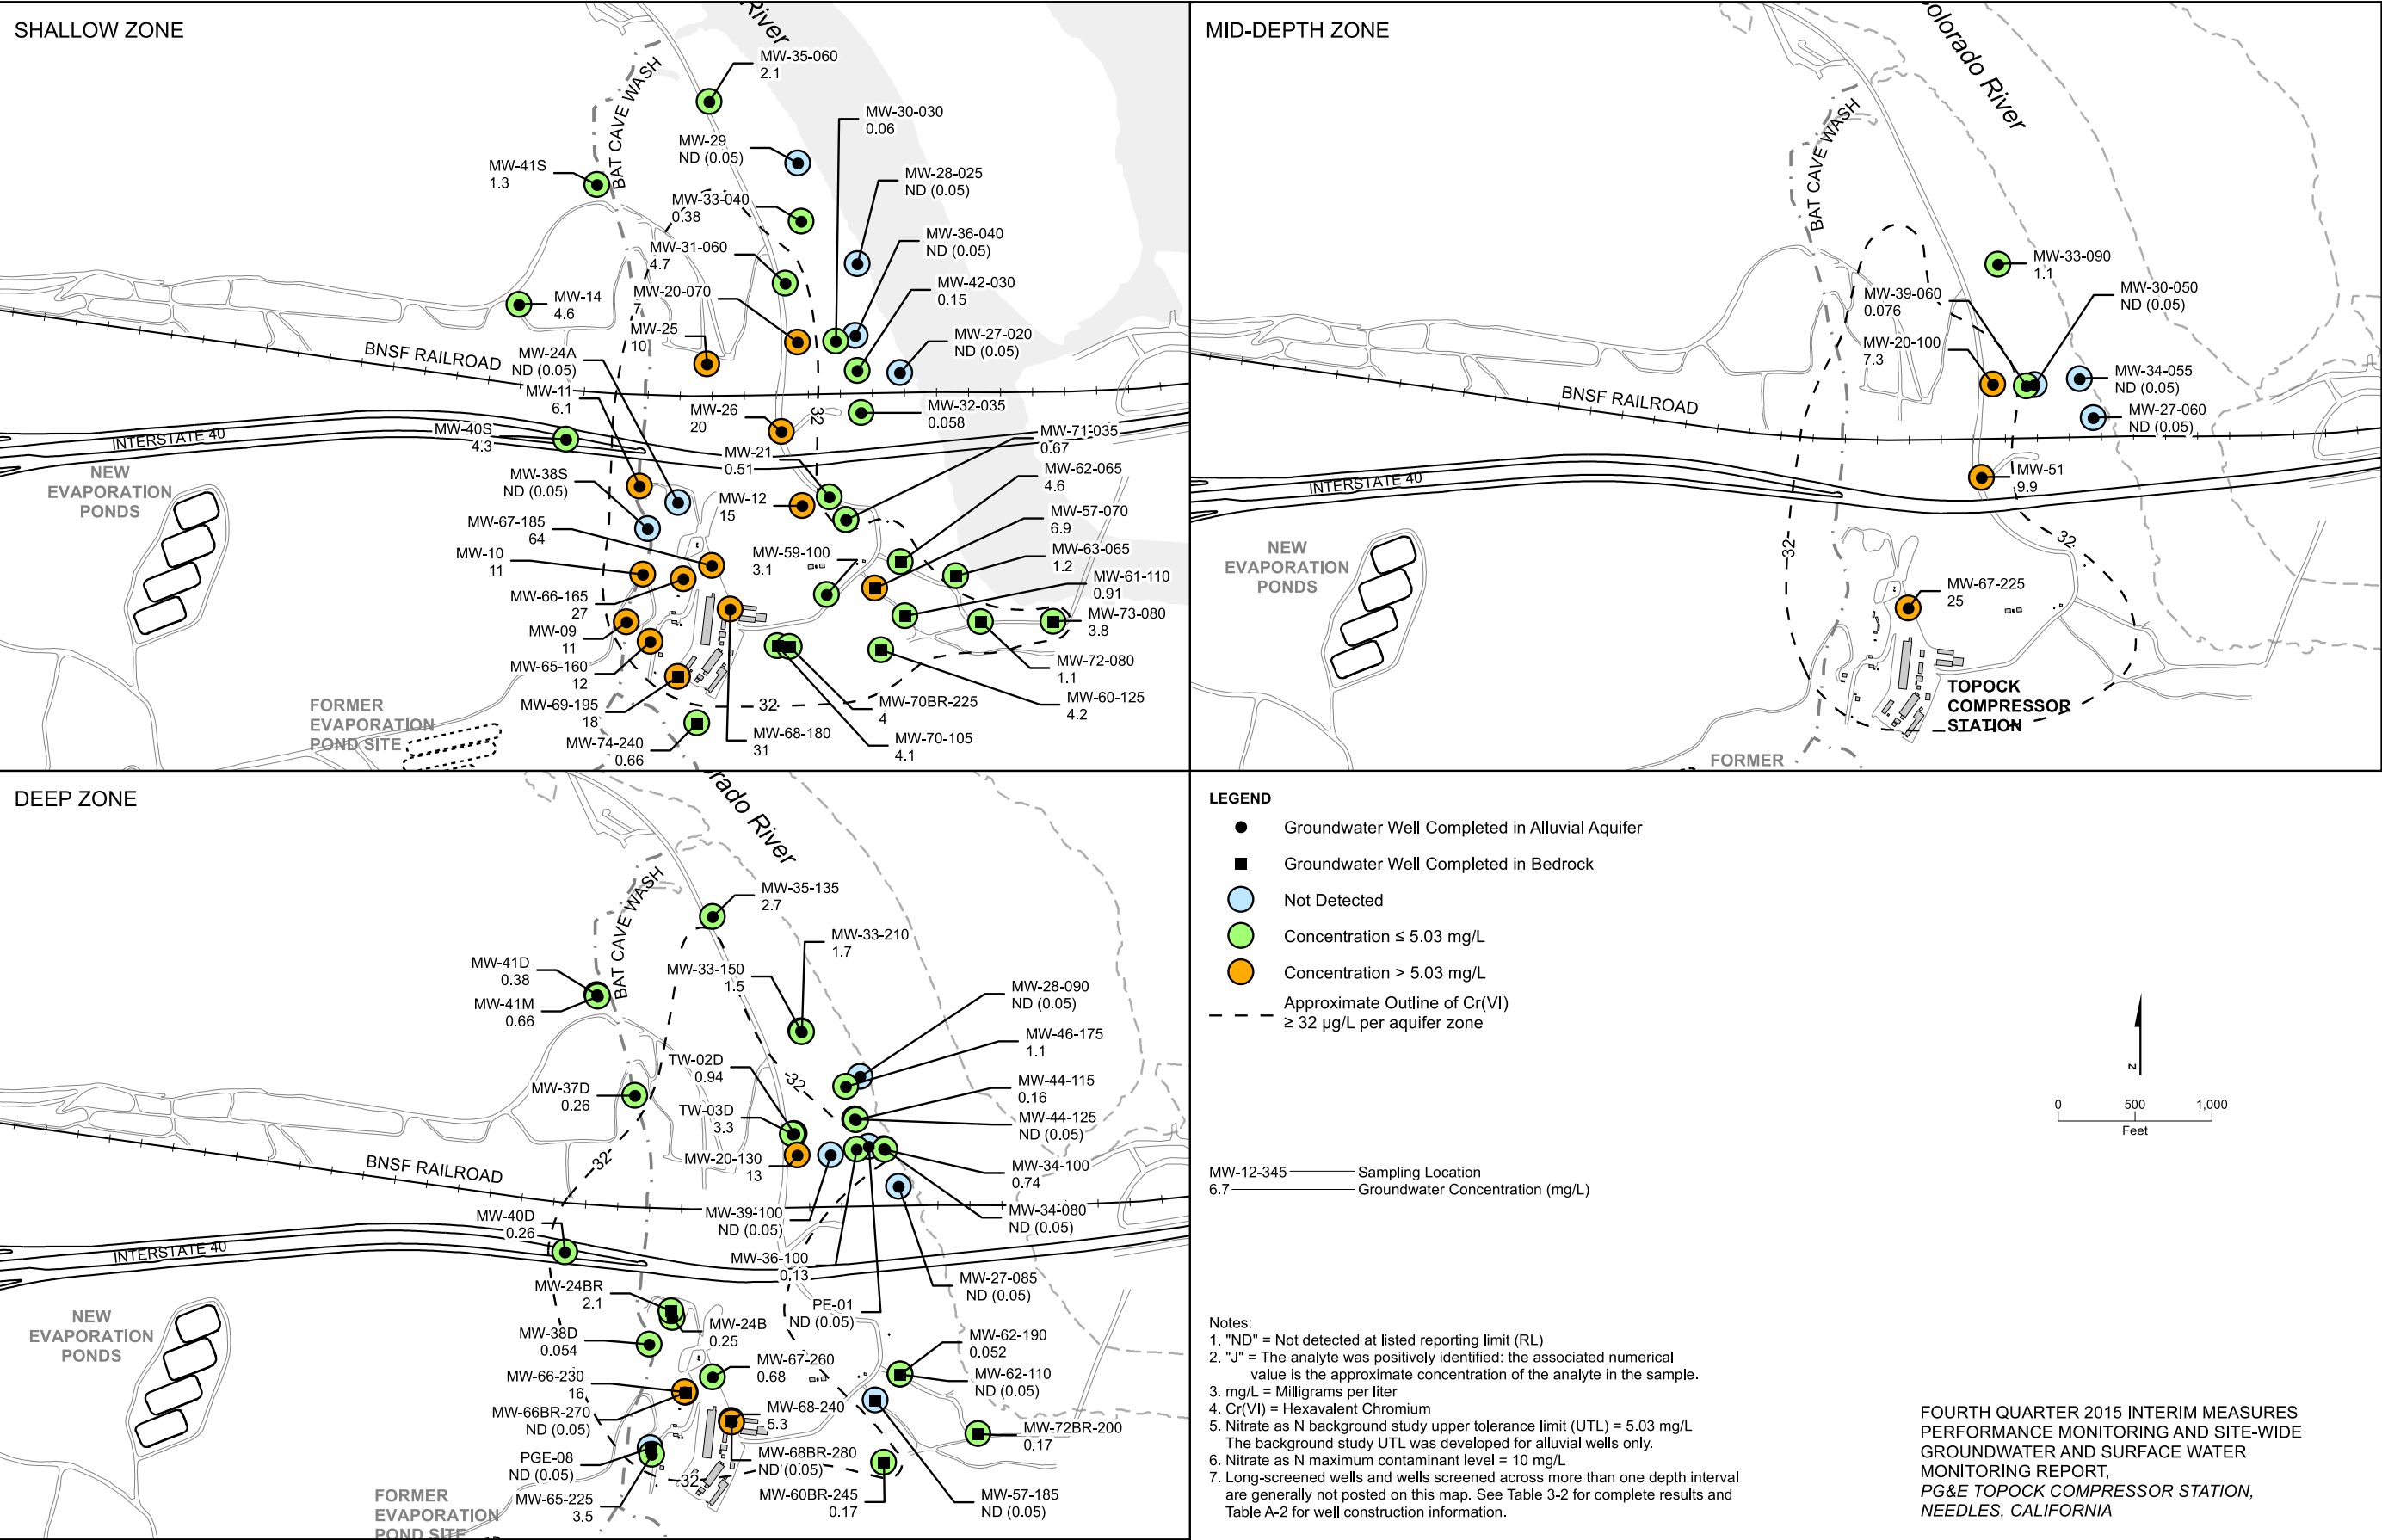 SHALLOW ZONE
River
BAT CAVE WASH
MW-35-060
2.1
MW-30-030
0.06
MW-29
ND (0.05)
MW-41S
1.3
MW-28-025
ND (0.05)
MW-33-040
0.38
MW-36-040
ND (0.05)
MW-31-060
4.7
MW-42-030
0.15
MW-20-070
7
MW-14
4.6
MW-25
10
MW-27-020
ND (0.05)
BNSF RAILROAD
MW-24A
ND (0.05)
MW-11
6.1
MW-26
20
32
MW-32-035
0.058
MW-40S
4.3
INTERSTATE 40
MW-71-035
0.67
MW-21
0.51
NEW
EVAPORATION
PONDS
MW-38S
ND (0.05)
MW-62-065
4.6
MW-12
15
MW-57-070
6.9
MW-67-185
64
MW-10
11
MW-59-100
3.1
MW-63-065
1.2
MW-61-110
0.91
MW-66-165
27
MW-09
11
MW-73-080
3.8
MW-65-160
12
MW-72-080
1.1
MW-69-195
18
32
MW-70BR-225
4
MW-60-125
4.2
FORMER
EVAPORATION
POND SITE
MW-74-240
0.66
MW-68-180
31
MW-70-105
4.1
MID-DEPTH ZONE
Colorado River
BAT CAVE WASH
MW-33-090
1.1
MW-39-060
0.076
MW-30-050
ND (0.05)
MW-20-100
7.3
MW-34-055
ND (0.05)
BNSF RAILROAD
MW-27-060
ND (0.05)
INTERSTATE 40
MW-51
9.9
32
32
NEW
EVAPORATION
PONDS
MW-67-225
25
TOPOCK
COMPRESSOR
STATION
FORMER
DEEP ZONE
rado River
BAT CAVE WASH
MW-35-135
2.7
MW-33-210
1.7
MW-41D
0.38
MW-33-150
1.5
MW-41M
0.66
MW-28-090
ND (0.05)
MW-46-175
1.1
TW-02D
0.94
32
MW-44-115
0.16
MW-37D
0.26
TW-03D
3.3
MW-44-125
ND (0.05)
32
MW-20-130
13
MW-34-100
0.74
BNSF RAILROAD
MW-39-100
ND (0.05)
MW-34-080
ND (0.05)
MW-40D
0.26
INTERSTATE 40
MW-36-100
0.13
MW-27-085
ND (0.05)
MW-24BR
2.1
PE-01
ND (0.05)
NEW
EVAPORATION
PONDS
MW-24B
0.25
MW-38D
0.054
MW-62-190
0.052
MW-67-260
0.68
MW-62-110
ND (0.05)
MW-66-230
16
MW-66BR-270
ND (0.05)
MW-68-240
5.3
MW-72BR-200
0.17
PGE-08
ND (0.05)
MW-68BR-280
ND (0.05)
32
MW-65-225
3.5
MW-60BR-245
0.17
MW-57-185
ND (0.05)
FORMER
EVAPORATION
POND SITE
LEGEND
Groundwater Well Completed in Alluvial Aquifer
Groundwater Well Completed in Bedrock
Not Detected
Concentration ≤ 5.03 mg/L
Concentration > 5.03 mg/L
Approximate Outline of Cr(VI)
≥ 32 µg/L per aquifer zone
N
0 500 1,000
Feet
MW-12-345 Sampling Location
6.7 Groundwater Concentration (mg/L)
Notes:
1. "ND" = Not detected at listed reporting limit (RL)
2. "J" = The analyte was positively identified: the associated numerical
value is the approximate concentration of the analyte in the sample.
3. mg/L = Milligrams per liter
4. Cr(VI) = Hexavalent Chromium
5. Nitrate as N background study upper tolerance limit (UTL) = 5.03 mg/L
The background study UTL was developed for alluvial wells only.
6. Nitrate as N maximum contaminant level = 10 mg/L
7. Long-screened wells and wells screened across more than one depth interval
are generally not posted on this map. See Table 3-2 for complete results and
Table A-2 for well construction information.
FOURTH QUARTER 2015 INTERIM MEASURES
PERFORMANCE MONITORING AND SITE-WIDE
GROUNDWATER AND SURFACE WATER
MONITORING REPORT,
PG&E TOPOCK COMPRESSOR STATION,
NEEDLES, CALIFORNIA